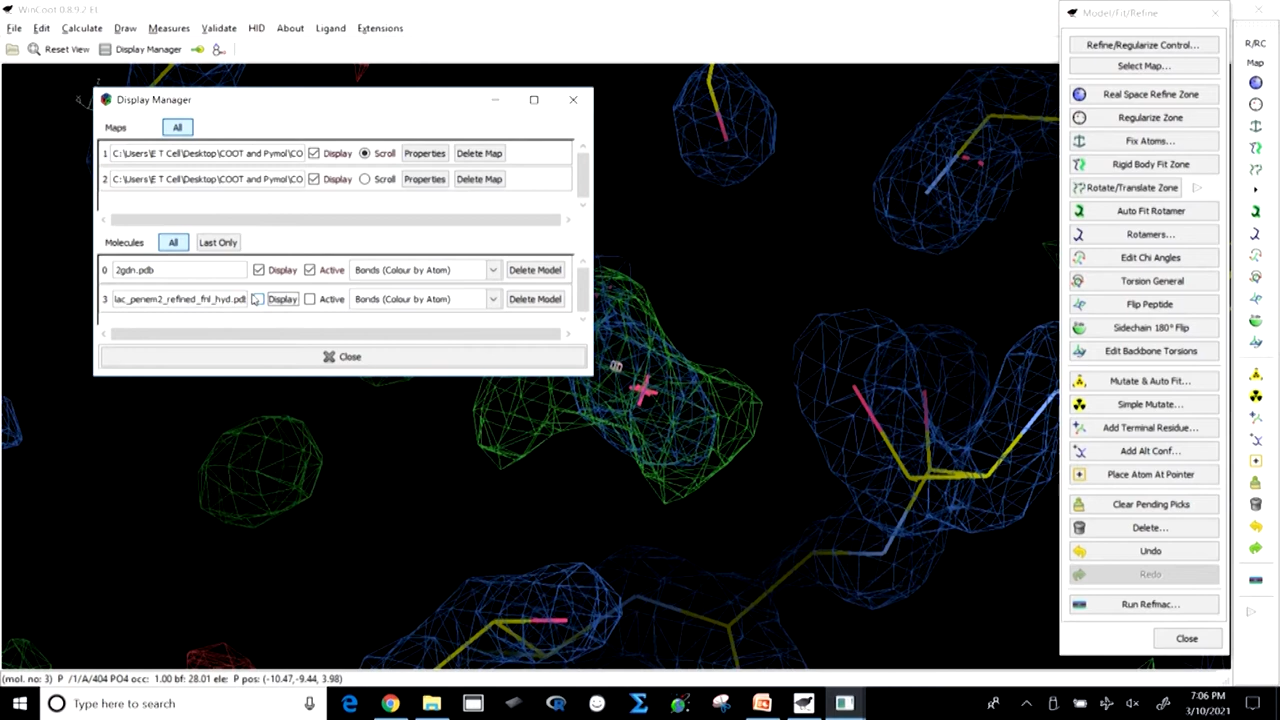 WinCoot 0.8.9.2 EL
File Edit Calculate Draw Measures Validate HID About Ligand Extensions
Reset View Display Manager
Display Manager
Maps All
1 C:\Users\E T Cell\Desktop\COOT and Pymol\CO Display Scroll Properties Delete Map
2 C:\Users\E T Cell\Desktop\COOT and Pymol\CO Display Scroll Properties Delete Map
Molecules All Last Only
0 2gdn.pdb Display Active Bonds (Colour by Atom) Delete Model
3 lac_penem2_refined_fnl_hyd.pdb Display Active Bonds (Colour by Atom) Delete Model
Close
Model/Fit/Refine
Refine/Regularize Control...
Select Map...
Real Space Refine Zone
Regularize Zone
Fix Atoms...
Rigid Body Fit Zone
Rotate/Translate Zone
Auto Fit Rotamer
Rotamers...
Edit Chi Angles
Torsion General
Flip Peptide
Sidechain 180° Flip
Edit Backbone Torsions
Mutate & Auto Fit...
Simple Mutate...
Add Terminal Residue...
Add Alt Conf...
Place Atom At Pointer
Clear Pending Picks
Delete...
Undo
Redo
Run Refmac...
Close
R/RC
Map
(mol. no: 3) P /1/A/404 PO4 occ: 1.00 bf: 28.01 ele: P pos: (-10.47,-9.44, 3.98)
Type here to search
7:06 PM
3/10/2021